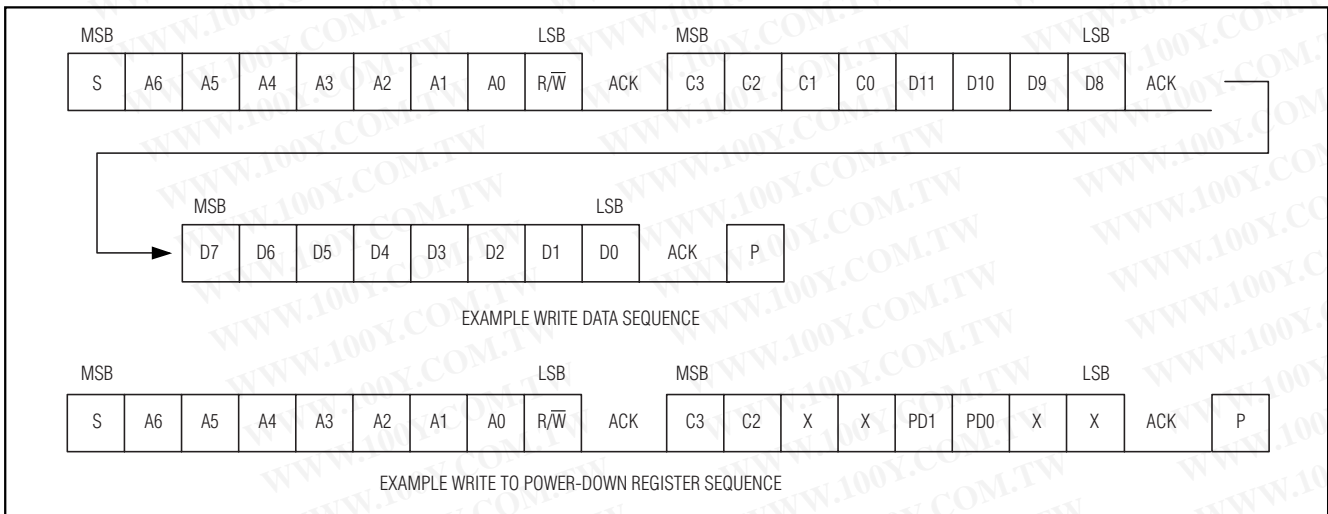 MSB LSB MSB LSB
S A6 A5 A4 A3 A2 A1 A0 R/W̅ ACK C3 C2 C1 C0 D11 D10 D9 D8 ACK
MSB LSB
D7 D6 D5 D4 D3 D2 D1 D0 ACK P
EXAMPLE WRITE DATA SEQUENCE
MSB LSB MSB LSB
S A6 A5 A4 A3 A2 A1 A0 R/W̅ ACK C3 C2 X X PD1 PD0 X X ACK P
EXAMPLE WRITE TO POWER-DOWN REGISTER SEQUENCE
WWW.100Y.COM.TW